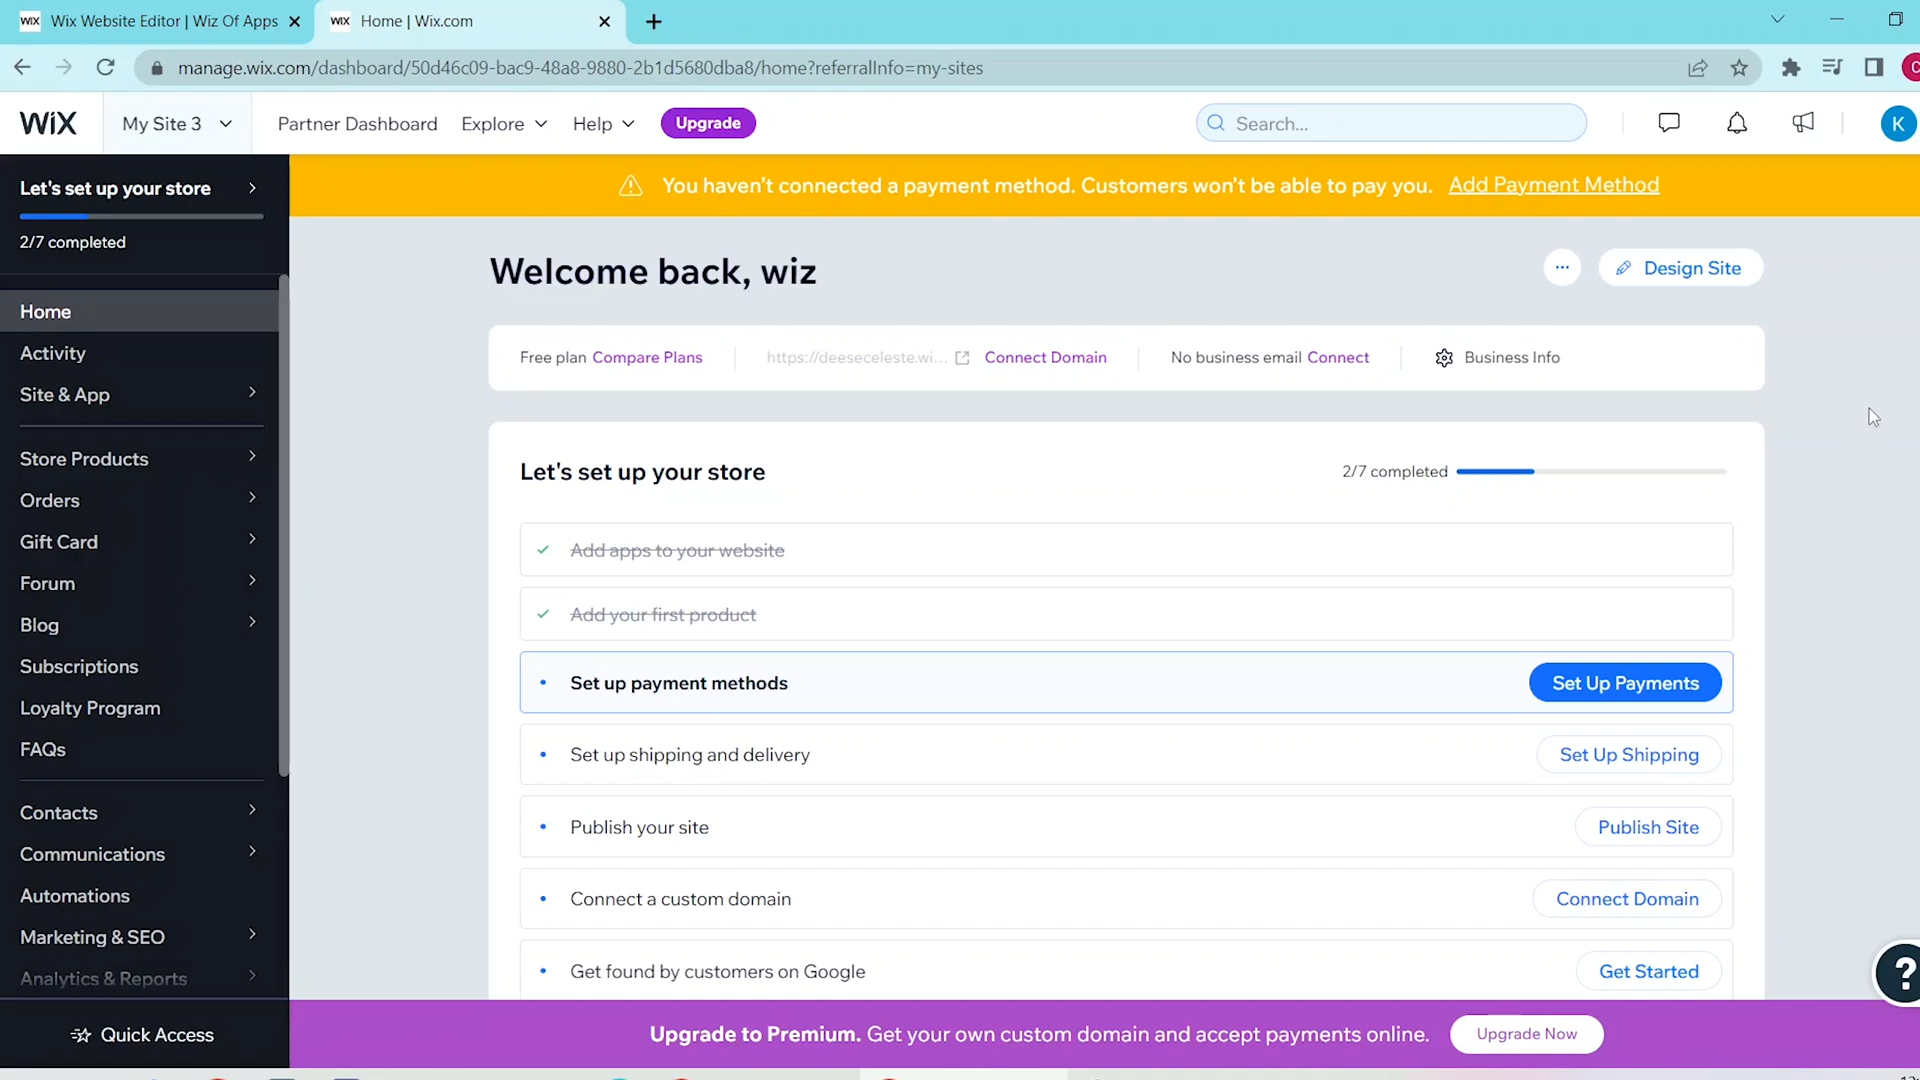 WIX Wix Website Editor | Wiz Of Apps
WIX Home | Wix.com
manage.wix.com/dashboard/50d46c09-bac9-48a8-9880-2b1d5680dba8/home?referralInfo=my-sites
WIX
My Site 3
Partner Dashboard
Explore
Help
Upgrade
Search...
K
Let's set up your store
2/7 completed
Home
Activity
Site & App
Store Products
Orders
Gift Card
Forum
Blog
Subscriptions
Loyalty Program
FAQs
Contacts
Communications
Automations
Marketing & SEO
Analytics & Reports
Quick Access
You haven't connected a payment method. Customers won't be able to pay you. Add Payment Method
Welcome back, wiz
... Design Site
Free plan Compare Plans
https://deeseceleste.wi... Connect Domain
No business email Connect
Business Info
Let's set up your store
2/7 completed
Add apps to your website
Add your first product
Set up payment methods
Set Up Payments
Set up shipping and delivery
Set Up Shipping
Publish your site
Publish Site
Connect a custom domain
Connect Domain
Get found by customers on Google
Get Started
?
Upgrade to Premium. Get your own custom domain and accept payments online.
Upgrade Now